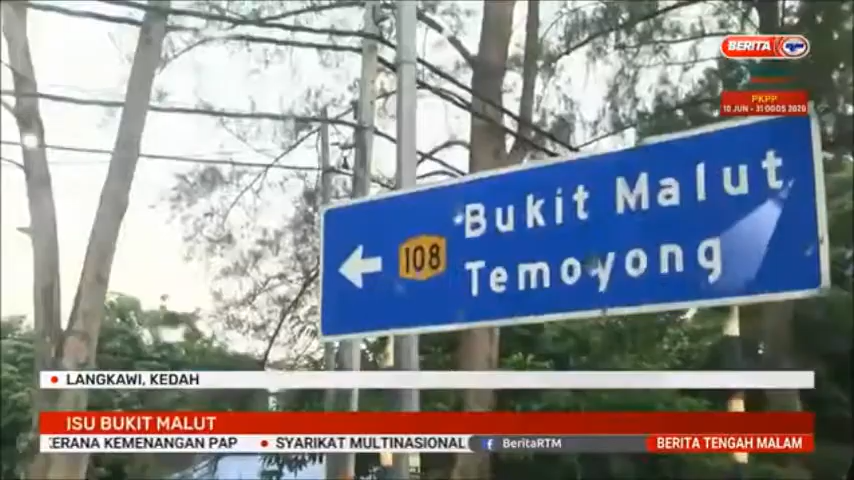 BERITA
PKPP
10 JUN - 31 OGOS 2020
Bukit Malut
108
Temoyong
LANGKAWI, KEDAH
ISU BUKIT MALUT
ERANA KEMENANGAN PAP • SYARIKAT MULTINASIONAL
BeritaRTM
BERITA TENGAH MALAM